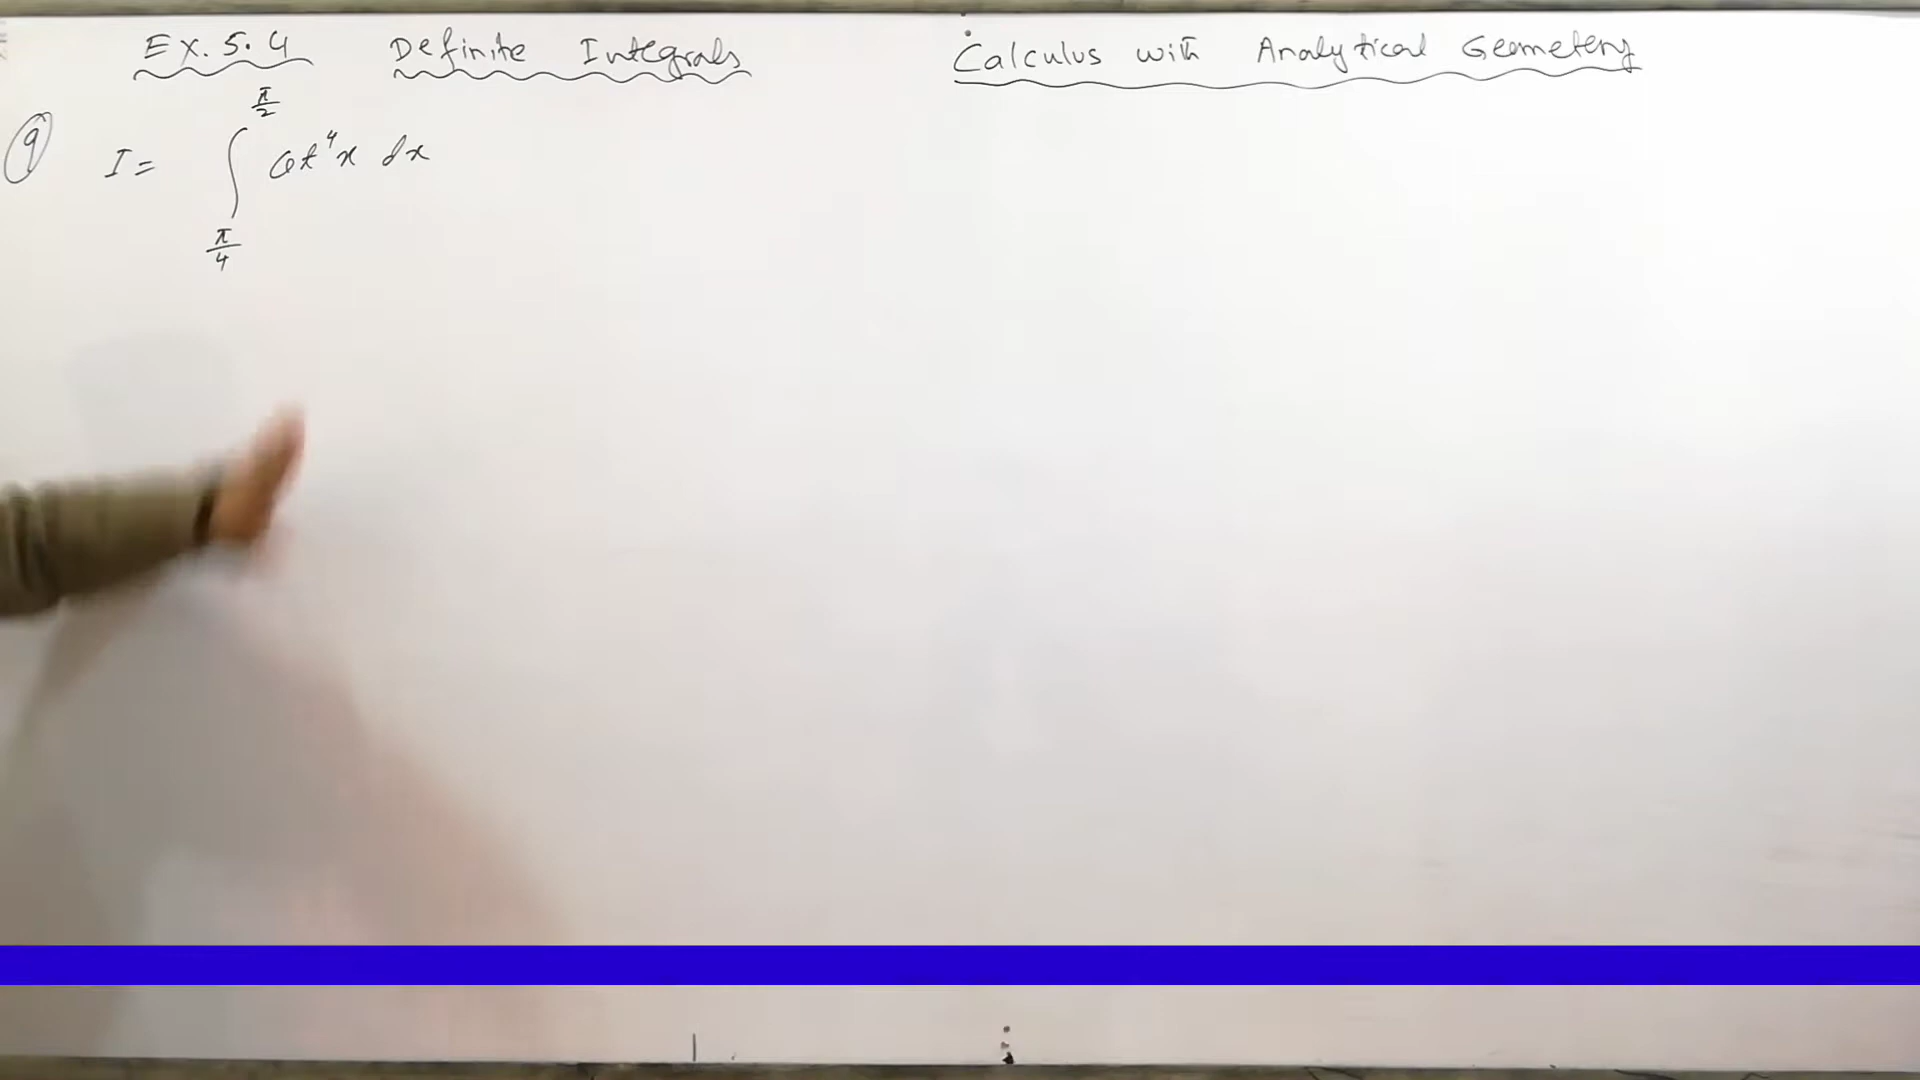 Ex. 5.4 Definite Integrals Calculus with Analytical Geometery
9 I = ∫_{π/4}^{π/2} Cot⁴x dx